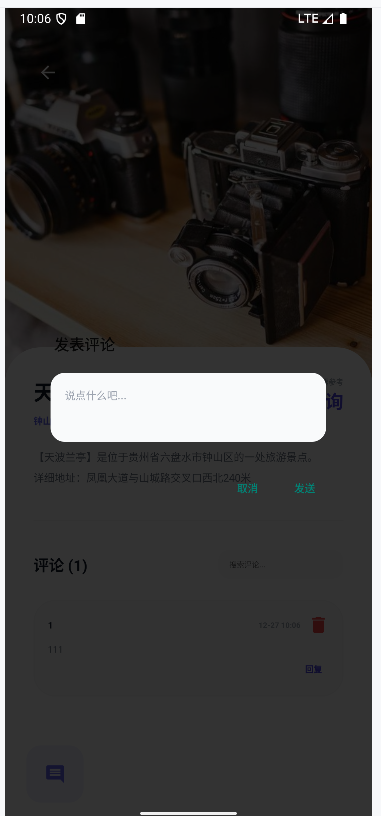 10:06
LTE
发表评论
天
询
说点什么吧...
钟山
【天波兰亭】是位于贵州省六盘水市钟山区的一处旅游景点。
详细地址：凤凰大道与山城路交叉口西北240米
取消
发送
评论 (1)
搜索评论...
1
12-27 10:05
111
回复